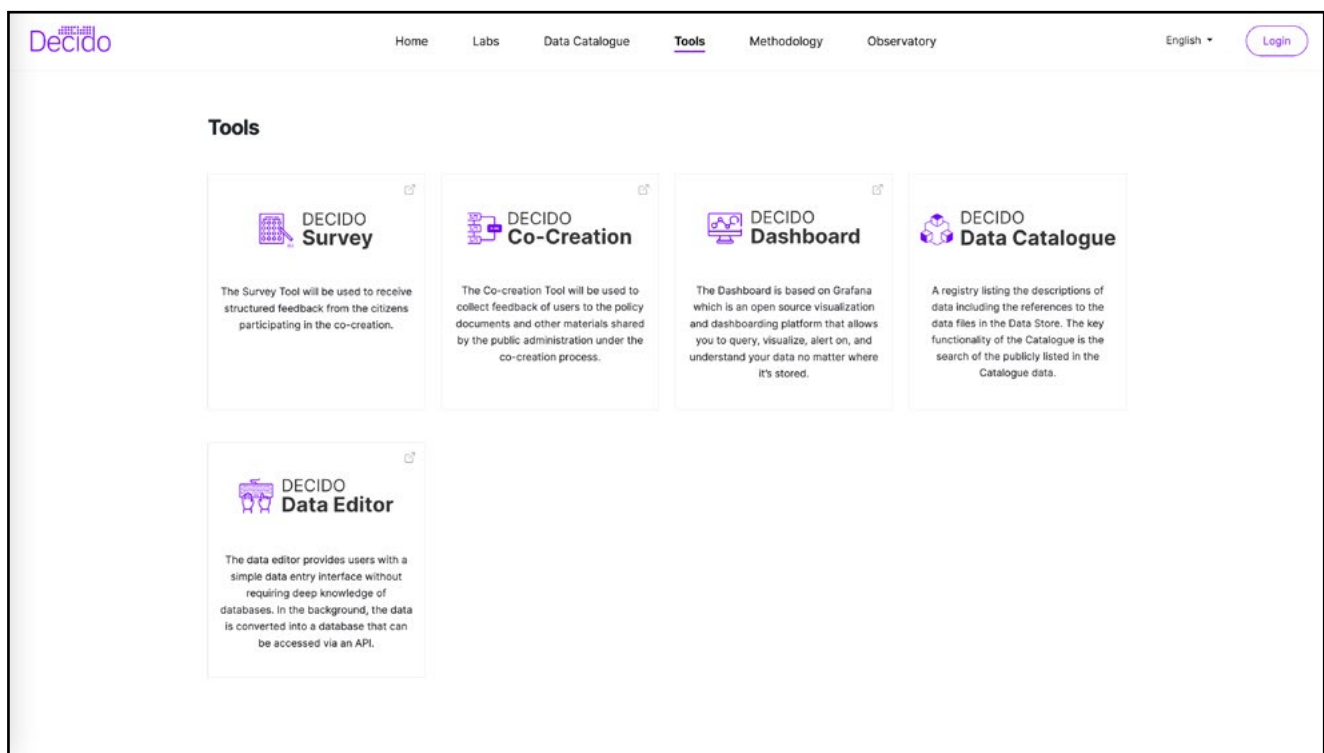 Decido
Home Labs Data Catalogue Tools Methodology Observatory English Login
Tools
DECIDO
Survey
The Survey Tool will be used to receive
structured feedback from the citizens
participating in the co-creation.
DECIDO
Co-Creation
The Co-creation Tool will be used to
collect feedback of users to the policy
documents and other materials shared
by the public administration under the
co-creation process.
DECIDO
Dashboard
The Dashboard is based on Grafana
which is an open source visualization
and dashboarding platform that allows
you to query, visualize, alert on, and
understand your data no matter where
it's stored.
DECIDO
Data Catalogue
A registry listing the descriptions of
data including the references to the
data files in the Data Store. The key
functionality of the Catalogue is the
search of the publicly listed in the
Catalogue data.
DECIDO
Data Editor
The data editor provides users with a
simple data entry interface without
requiring deep knowledge of
databases. In the background, the data
is converted into a database that can
be accessed via an API.